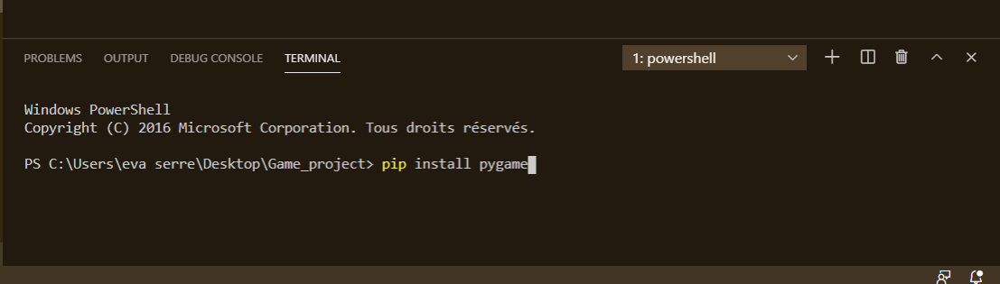 PROBLEMS OUTPUT DEBUG CONSOLE TERMINAL 1: powershell
Windows PowerShell
Copyright (C) 2016 Microsoft Corporation. Tous droits réservés.
PS C:\Users\eva serre\Desktop\Game_project> pip install pygame